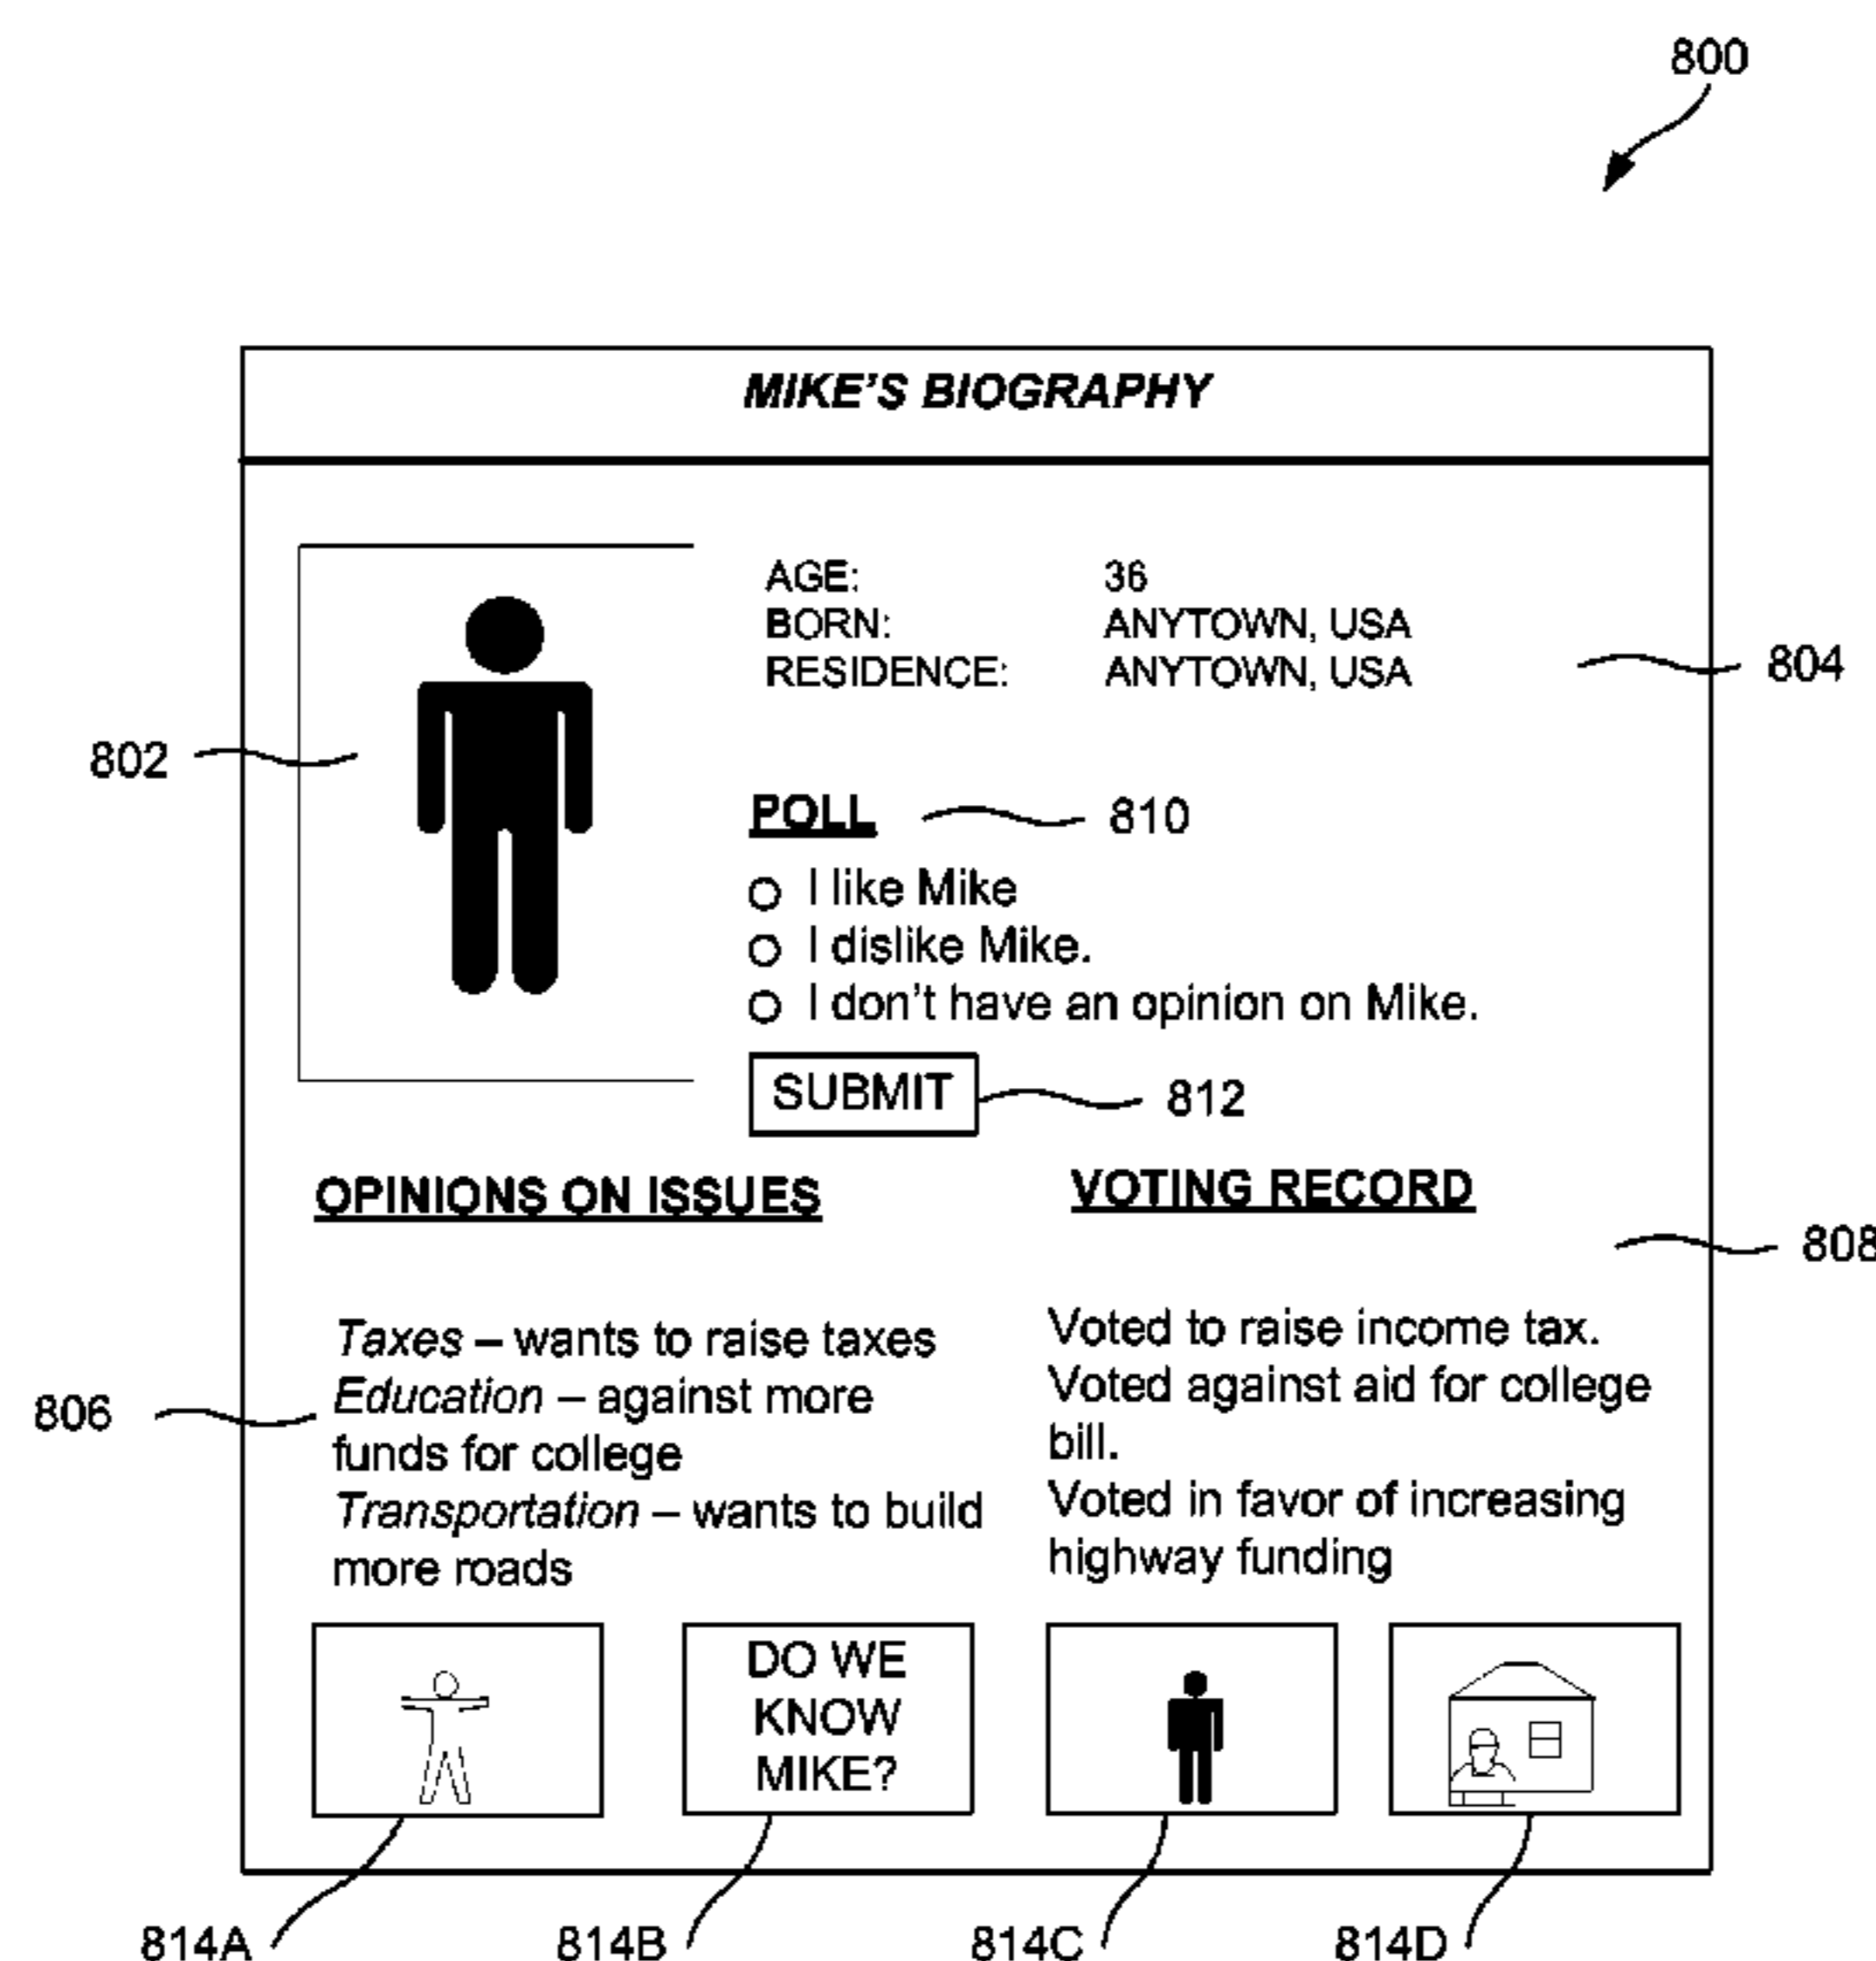 800
MIKE'S BIOGRAPHY
AGE: 36
BORN: ANYTOWN, USA
RESIDENCE: ANYTOWN, USA
804
802
POLL
810
I like Mike
I dislike Mike.
I don't have an opinion on Mike.
SUBMIT
812
OPINIONS ON ISSUES
VOTING RECORD
808
Taxes – wants to raise taxes
Education – against more
funds for college
Transportation – wants to build
more roads
806
Voted to raise income tax.
Voted against aid for college
bill.
Voted in favor of increasing
highway funding
DO WE
KNOW
MIKE?
814A
814B
814C
814D